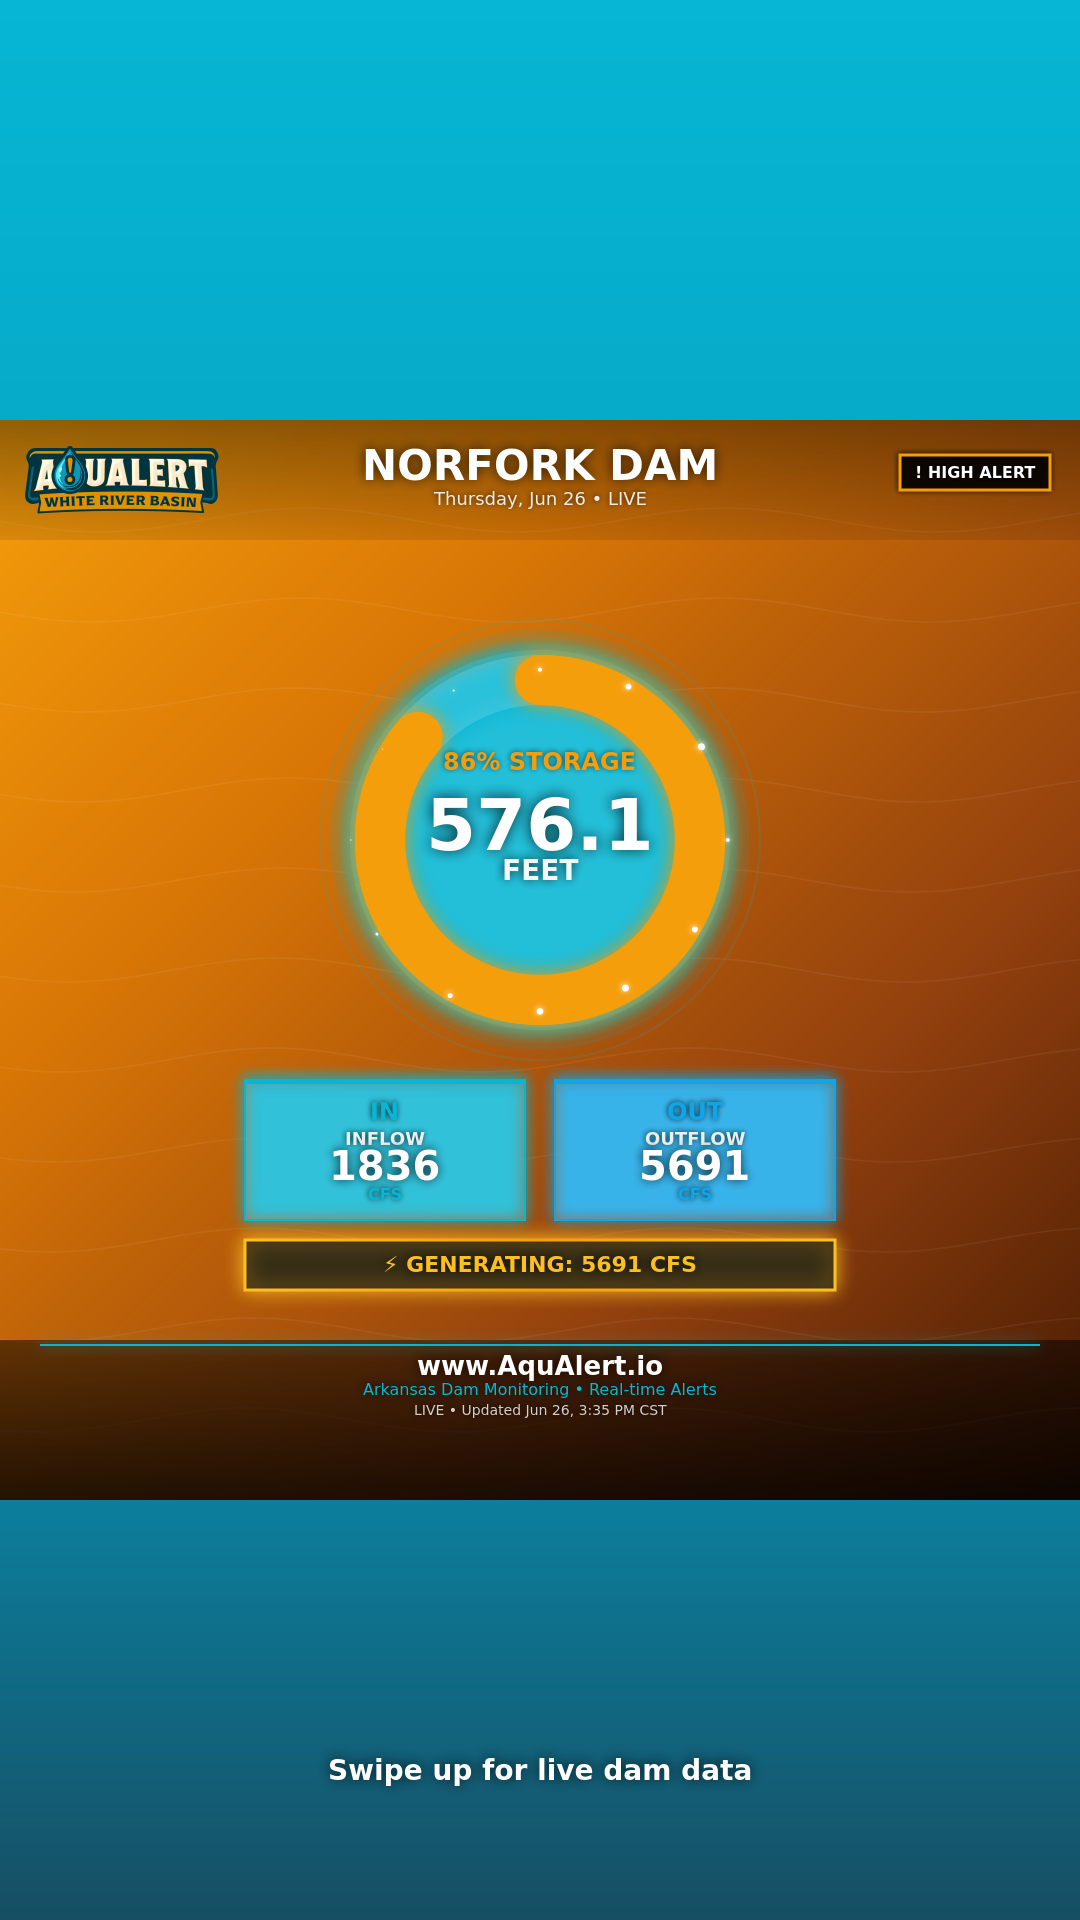 AQUALERT
WHITE RIVER BASIN
NORFORK DAM
Thursday, Jun 26 • LIVE
! HIGH ALERT
86% STORAGE
576.1
FEET
IN
INFLOW
1836
CFS
OUT
OUTFLOW
5691
CFS
⚡ GENERATING: 5691 CFS
www.AquAlert.io
Arkansas Dam Monitoring • Real-time Alerts
LIVE • Updated Jun 26, 3:35 PM CST
Swipe up for live dam data